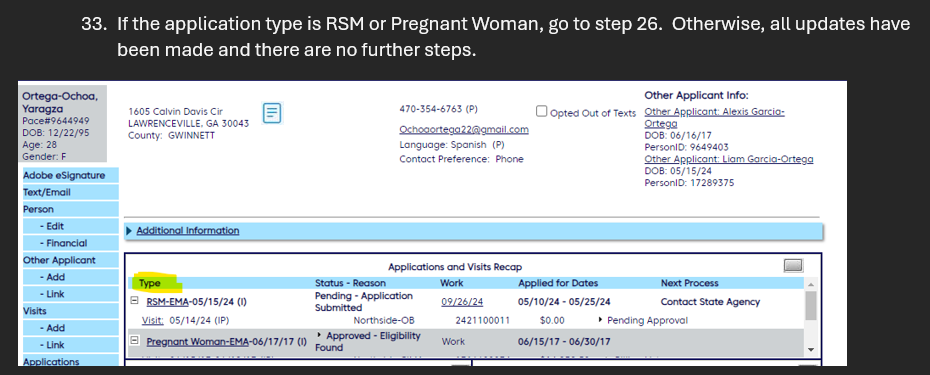 33. If the application type is RSM or Pregnant Woman, go to step 26. Otherwise, all updates have
been made and there are no further steps.
Ortega-Ochoa,
Yaragza
Pace#9644949
DOB: 12/22/95
Age: 28
Gender: F
1605 Calvin Davis Cir
LAWRENCEVILLE, GA 30043
County: GWINNETT
470-354-6763 (P)
Ochoaortega22@gmail.com
Language: Spanish (P)
Contact Preference: Phone
Opted Out of Texts
Other Applicant Info:
Other Applicant: Alexis Garcia-
Ortega
DOB: 06/16/17
PersonID: 9649403
Other Applicant: Liam Garcia-Ortega
DOB: 05/15/24
PersonID: 17289375
Adobe eSignature
Text/Email
Person
- Edit
- Financial
Other Applicant
- Add
- Link
Visits
- Add
- Link
Applications
Additional Information
Applications and Visits Recap
Type Status - Reason Work Applied for Dates Next Process
RSM-EMA-05/15/24 (I) Pending - Application Submitted 09/26/24 05/10/24 - 05/25/24 Contact State Agency
Visit: 05/14/24 (IP) Northside-OB 2421100011 $0.00 Pending Approval
Pregnant Woman-EMA-06/17/17 (I) Approved - Eligibility Found Work 06/15/17 - 06/30/17